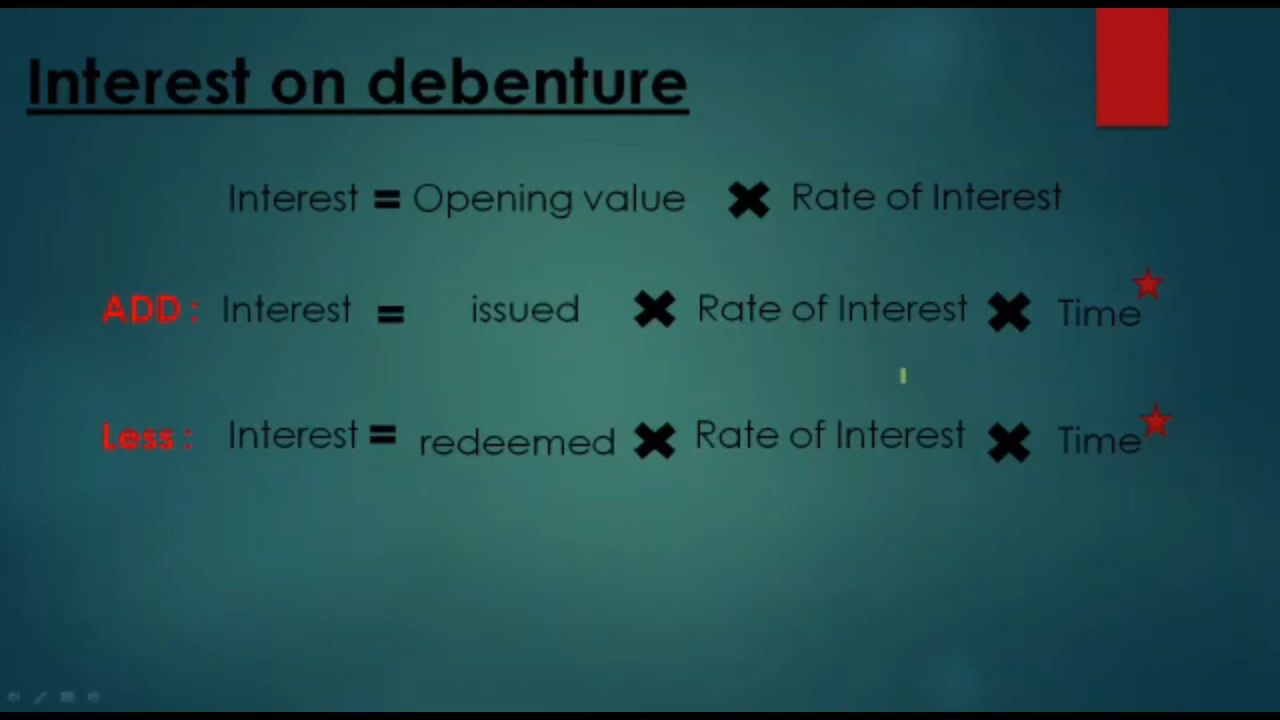 Interest on debenture
Interest = Opening value ✖ Rate of Interest
ADD : Interest = issued ✖ Rate of Interest ✖ Time★
Less : Interest = redeemed ✖ Rate of Interest ✖ Time★